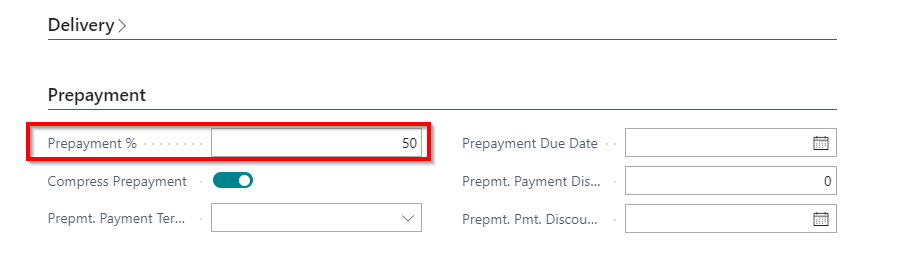 Delivery
Prepayment
Prepayment % 50
Compress Prepayment
Prepmt. Payment Ter...
Prepayment Due Date
Prepmt. Payment Dis... 0
Prepmt. Pmt. Discou...